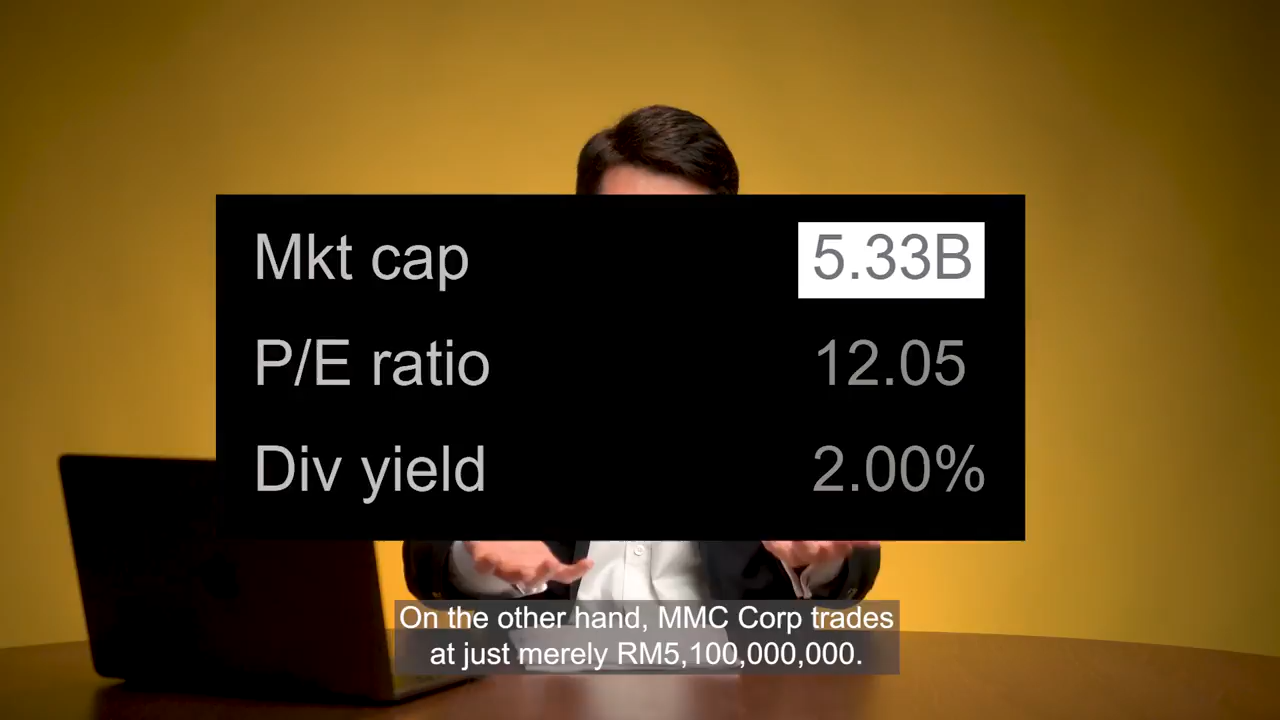 Mkt cap 5.33B
P/E ratio 12.05
Div yield 2.00%
On the other hand, MMC Corp trades
at just merely RM5,100,000,000.